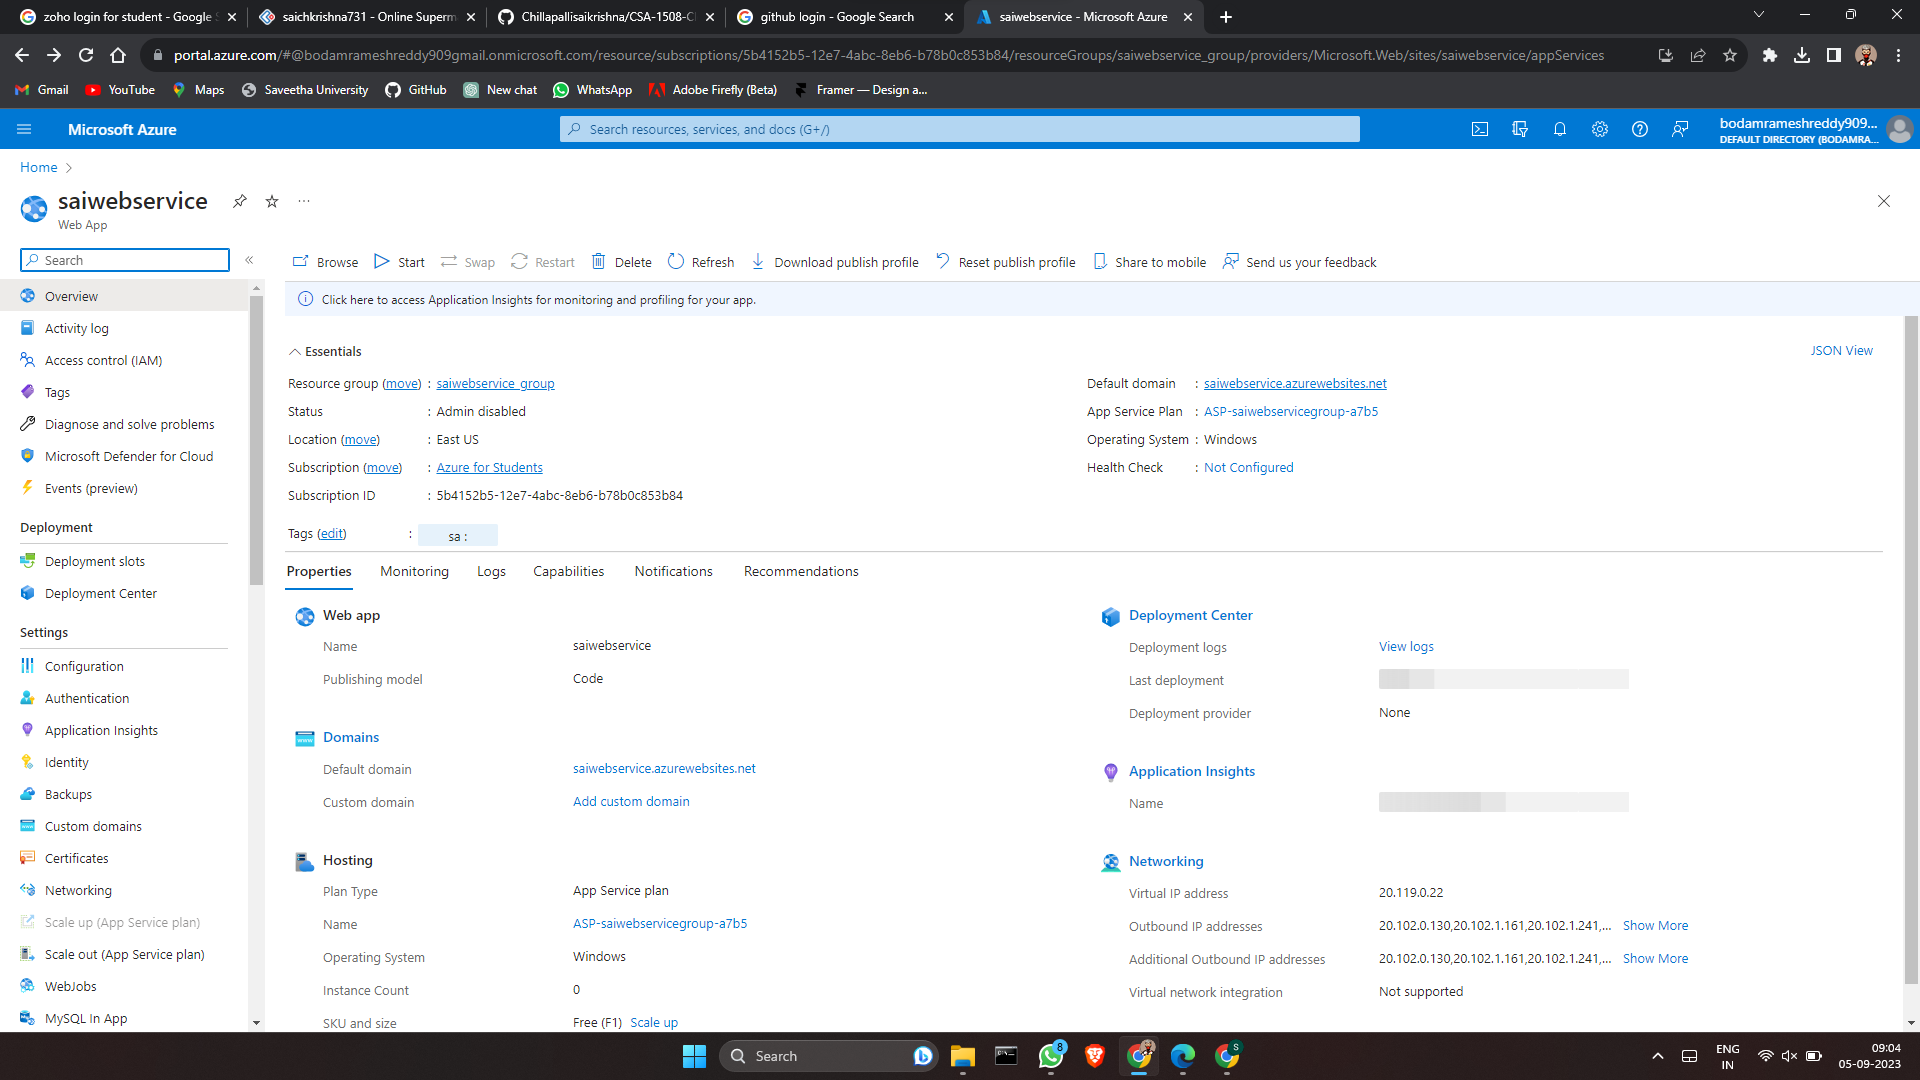 zoho login for student - Google S
saichkrishna731 - Online Superm
Chillapallisaikrishna/CSA-1508-C
github login - Google Search
saiwebservice - Microsoft Azure
portal.azure.com/#@bodamrameshreddy909gmail.onmicrosoft.com/resource/subscriptions/5b4152b5-12e7-4abc-8eb6-b78b0c853b84/resourceGroups/saiwebservice_group/providers/Microsoft.Web/sites/saiwebservice/appServices
Gmail YouTube Maps Saveetha University GitHub New chat WhatsApp Adobe Firefly (Beta) Framer — Design a...
Microsoft Azure
Search resources, services, and docs (G+/)
bodamrameshreddy909...
DEFAULT DIRECTORY (BODAMRA...
Home
saiwebservice
Web App
Search
Browse Start Swap Restart Delete Refresh Download publish profile Reset publish profile Share to mobile Send us your feedback
Click here to access Application Insights for monitoring and profiling for your app.
Overview
Activity log
Access control (IAM)
Tags
Diagnose and solve problems
Microsoft Defender for Cloud
Events (preview)
Deployment
Deployment slots
Deployment Center
Settings
Configuration
Authentication
Application Insights
Identity
Backups
Custom domains
Certificates
Networking
Scale up (App Service plan)
Scale out (App Service plan)
WebJobs
MySQL In App
Essentials
JSON View
Resource group (move) : saiwebservice_group
Status : Admin disabled
Location (move) : East US
Subscription (move) : Azure for Students
Subscription ID : 5b4152b5-12e7-4abc-8eb6-b78b0c853b84
Default domain : saiwebservice.azurewebsites.net
App Service Plan : ASP-saiwebservicegroup-a7b5
Operating System : Windows
Health Check : Not Configured
Tags (edit) : sa :
Properties Monitoring Logs Capabilities Notifications Recommendations
Web app
Name saiwebservice
Publishing model Code
Domains
Default domain saiwebservice.azurewebsites.net
Custom domain Add custom domain
Hosting
Plan Type App Service plan
Name ASP-saiwebservicegroup-a7b5
Operating System Windows
Instance Count 0
SKU and size Free (F1) Scale up
Deployment Center
Deployment logs View logs
Last deployment
Deployment provider None
Application Insights
Name
Networking
Virtual IP address 20.119.0.22
Outbound IP addresses 20.102.0.130,20.102.1.161,20.102.1.241,... Show More
Additional Outbound IP addresses 20.102.0.130,20.102.1.161,20.102.1.241,... Show More
Virtual network integration Not supported
Search
8
S
ENG
IN
09:04
05-09-2023